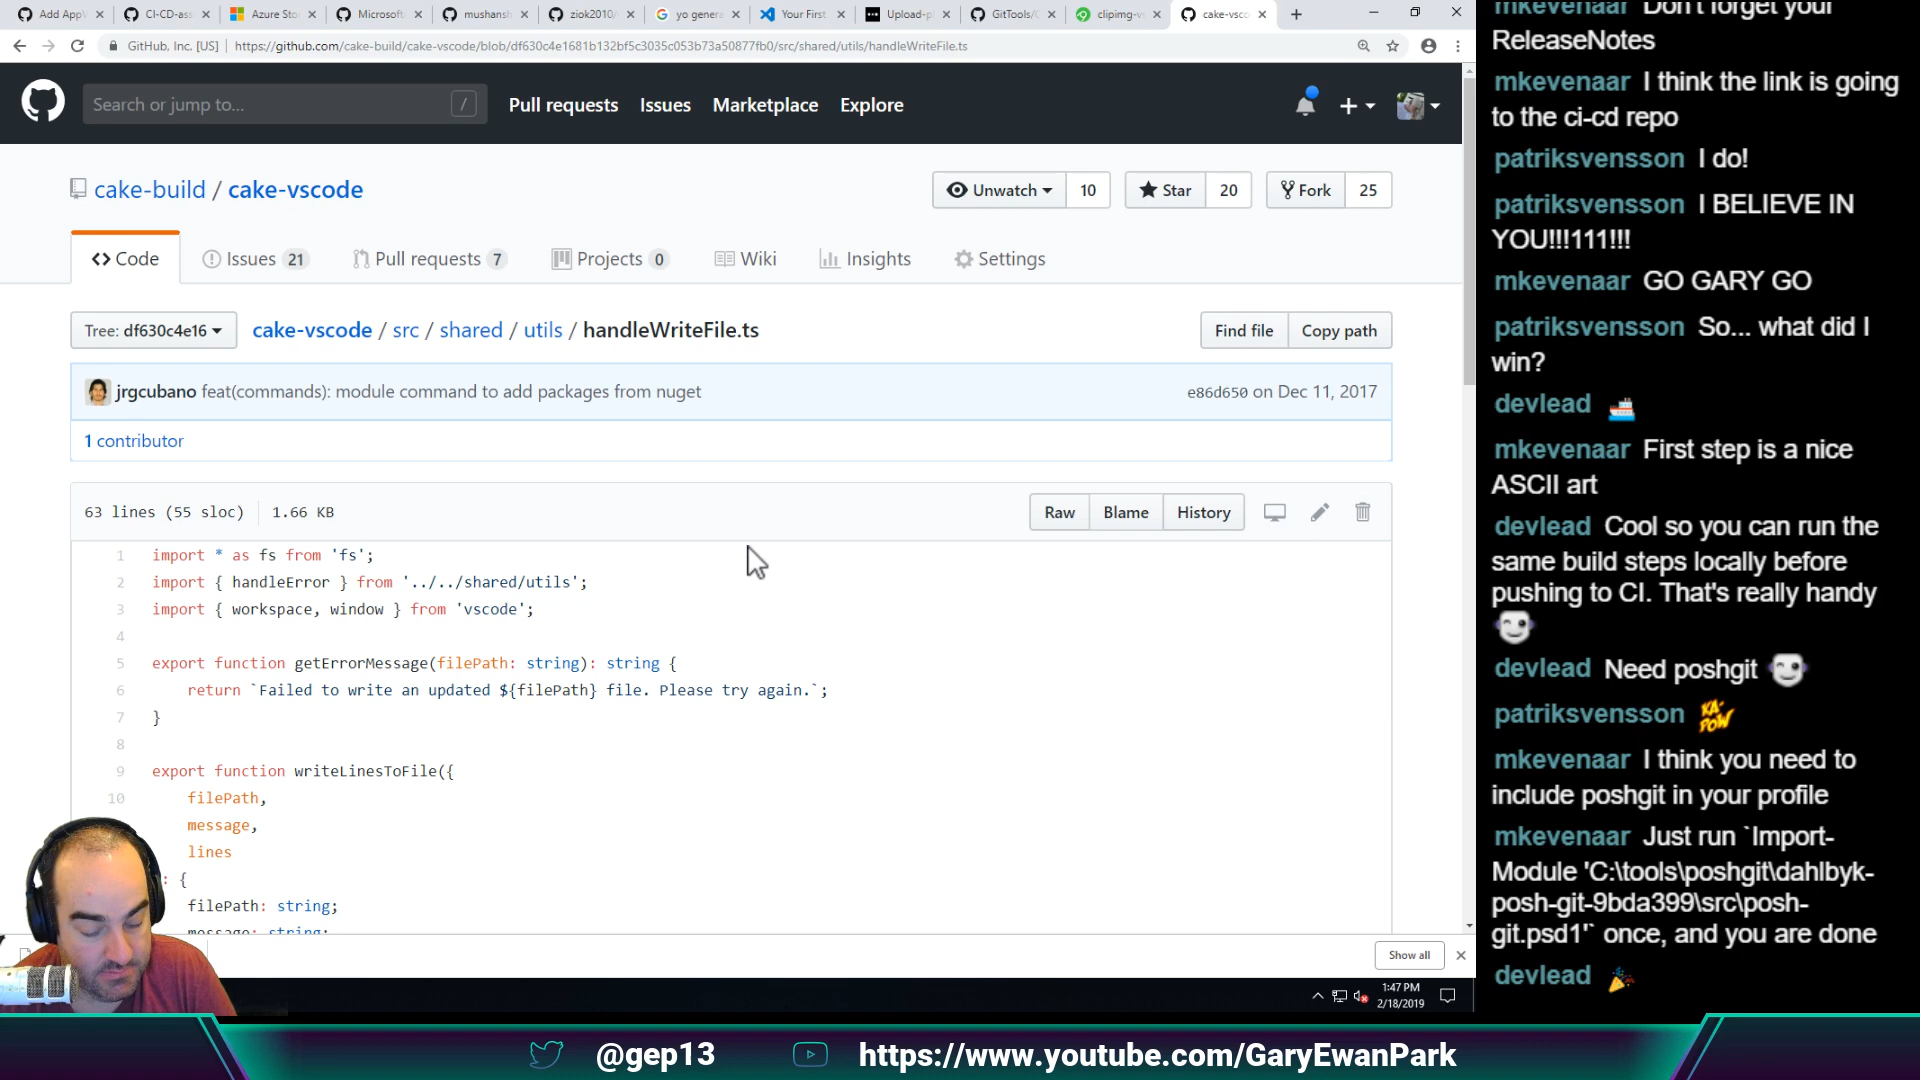 Add AppV
CI-CD-ass
Azure Sto
Microsoft
mushansh
ziok2010/
yo genera
Your First
Upload-p
GitTools/C
clipimg-vs
cake-vsco
GitHub, Inc. [US]
https://github.com/cake-build/cake-vscode/blob/df630c4e1681b132bf5c3035c053b73a50877fb0/src/shared/utils/handleWriteFile.ts
Search or jump to...
/
Pull requests
Issues
Marketplace
Explore
cake-build / cake-vscode
Unwatch
10
Star
20
Fork
25
Code
Issues 21
Pull requests 7
Projects 0
Wiki
Insights
Settings
Tree: df630c4e16
cake-vscode / src / shared / utils / handleWriteFile.ts
Find file
Copy path
jrgcubano feat(commands): module command to add packages from nuget
e86d650 on Dec 11, 2017
1 contributor
63 lines (55 sloc)
1.66 KB
Raw
Blame
History
1 import * as fs from 'fs';
2 import { handleError } from '../../shared/utils';
3 import { workspace, window } from 'vscode';
4
5 export function getErrorMessage(filePath: string): string {
6 return `Failed to write an updated ${filePath} file. Please try again.`;
7 }
8
9 export function writeLinesToFile({
10 filePath,
message,
lines
: {
filePath: string;
message: string;
Show all
1:47 PM
2/18/2019
mkevenaar Don't forget your
ReleaseNotes
mkevenaar I think the link is going
to the ci-cd repo
patriksvensson I do!
patriksvensson I BELIEVE IN
YOU!!!111!!!
mkevenaar GO GARY GO
patriksvensson So... what did I
win?
devlead
mkevenaar First step is a nice
ASCII art
devlead Cool so you can run the
same build steps locally before
pushing to CI. That's really handy
devlead Need poshgit
patriksvensson KA-POW
mkevenaar I think you need to
include poshgit in your profile
mkevenaar Just run `Import-
Module 'C:\tools\poshgit\dahlbyk-
posh-git-9bda399\src\posh-
git.psd1'` once, and you are done
devlead
@gep13
https://www.youtube.com/GaryEwanPark